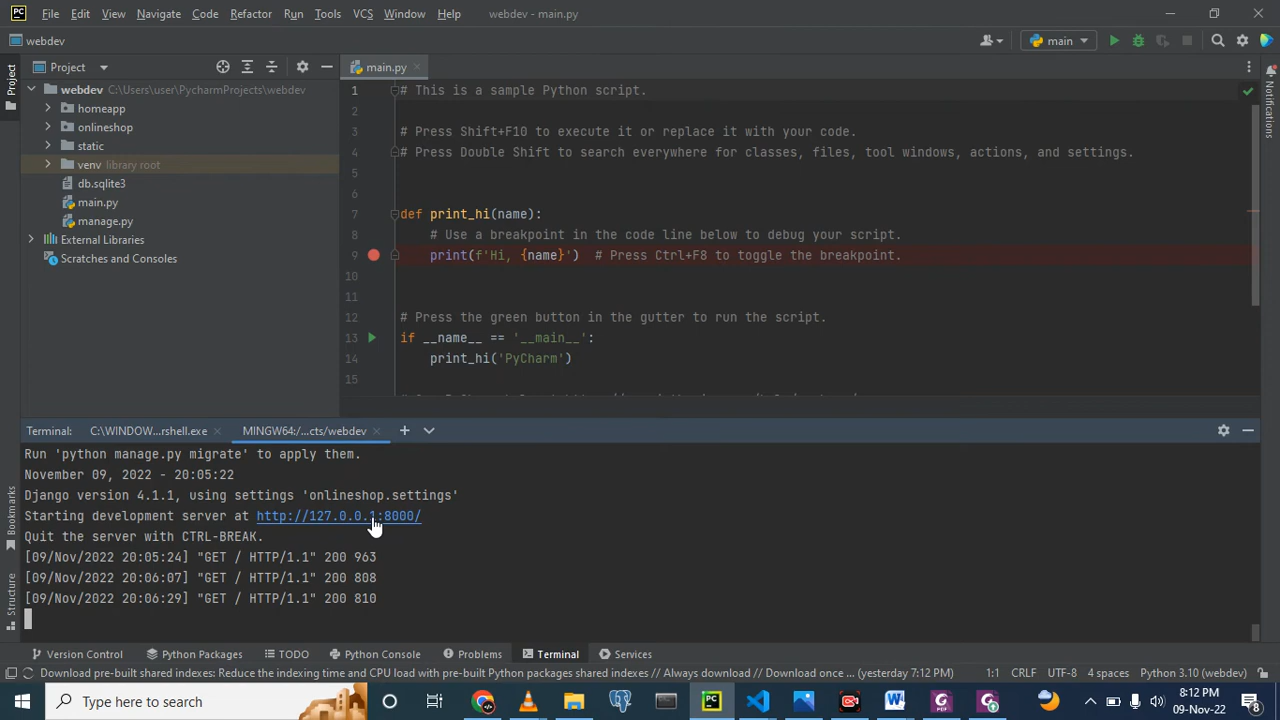 PC File Edit View Navigate Code Refactor Run Tools VCS Window Help webdev - main.py
webdev main
Project main.py
webdev C:\Users\user\PycharmProjects\webdev
homeapp
onlineshop
static
venv library root
db.sqlite3
main.py
manage.py
External Libraries
Scratches and Consoles
1 # This is a sample Python script.
2
3 # Press Shift+F10 to execute it or replace it with your code.
4 # Press Double Shift to search everywhere for classes, files, tool windows, actions, and settings.
5
6
7 def print_hi(name):
8 # Use a breakpoint in the code line below to debug your script.
9 print(f'Hi, {name}') # Press Ctrl+F8 to toggle the breakpoint.
10
11
12 # Press the green button in the gutter to run the script.
13 if __name__ == '__main__':
14 print_hi('PyCharm')
15
Project
Bookmarks
Structure
Notifications
Terminal: C:\WINDOW...rshell.exe MINGW64:/...cts/webdev
Run 'python manage.py migrate' to apply them.
November 09, 2022 - 20:05:22
Django version 4.1.1, using settings 'onlineshop.settings'
Starting development server at http://127.0.0.1:8000/
Quit the server with CTRL-BREAK.
[09/Nov/2022 20:05:24] "GET / HTTP/1.1" 200 963
[09/Nov/2022 20:06:07] "GET / HTTP/1.1" 200 808
[09/Nov/2022 20:06:29] "GET / HTTP/1.1" 200 810
Version Control Python Packages TODO Python Console Problems Terminal Services
Download pre-built shared indexes: Reduce the indexing time and CPU load with pre-built Python packages shared indexes // Always download // Download once ... (yesterday 7:12 PM) 1:1 CRLF UTF-8 4 spaces Python 3.10 (webdev)
Type here to search
8:12 PM
09-Nov-22
8